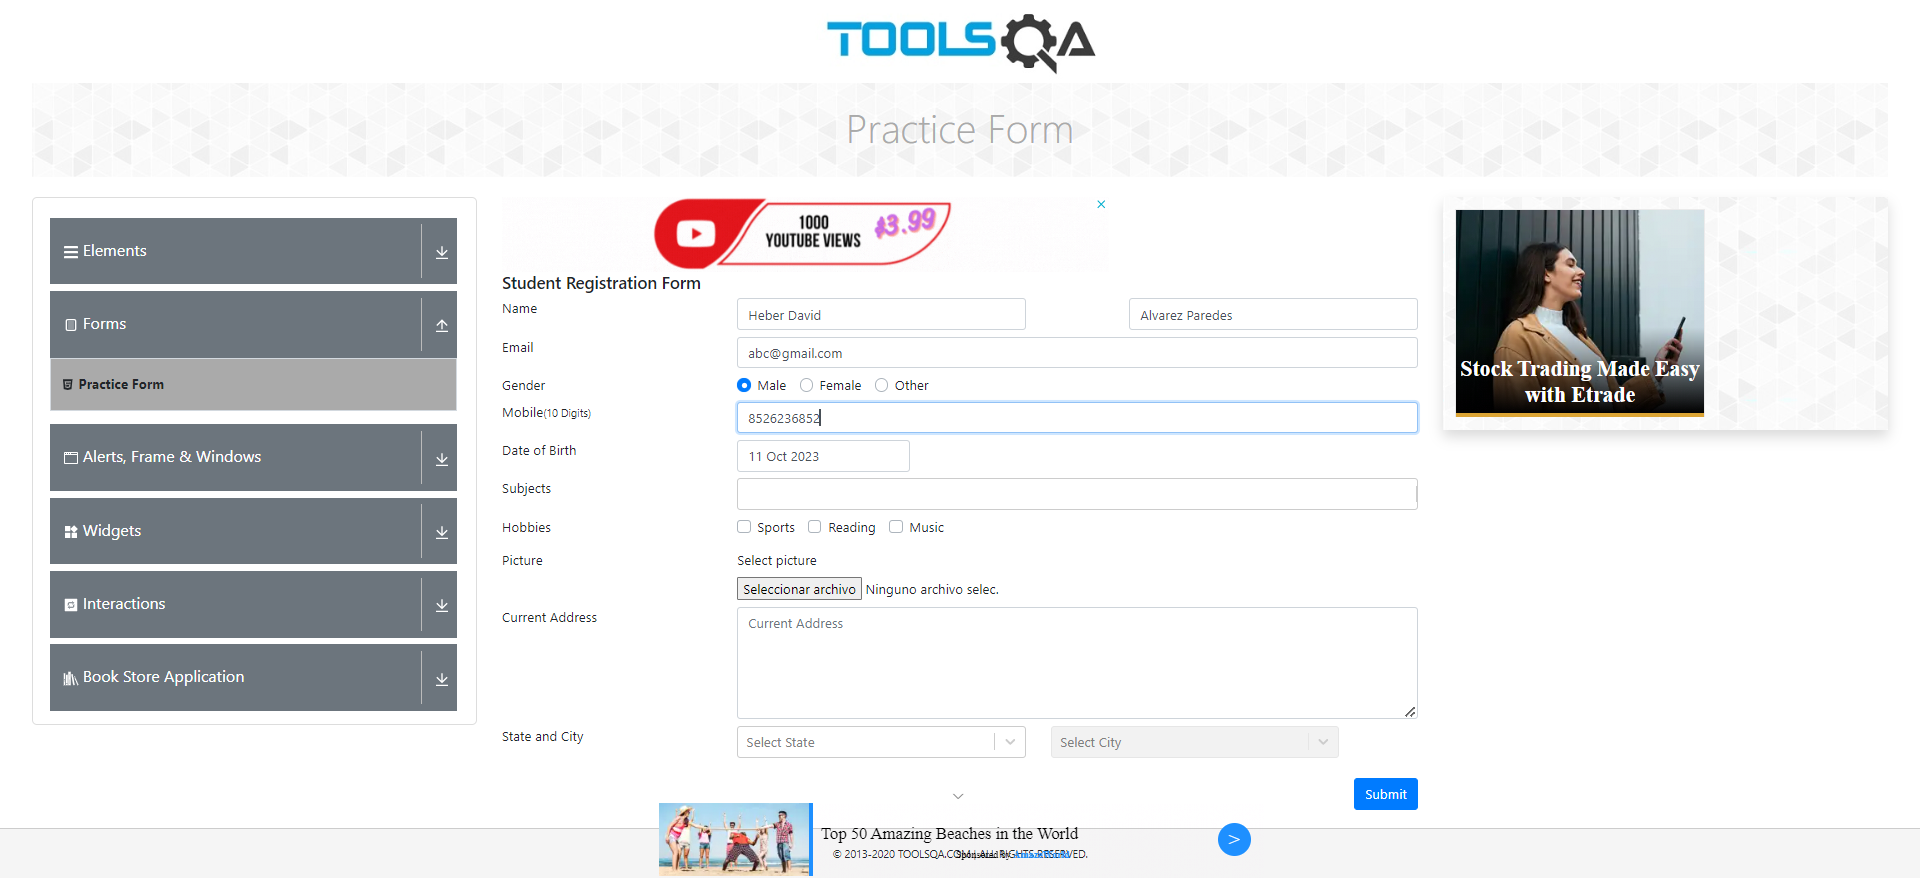 TOOLSQA
Practice Form
Elements
Forms
Practice Form
Alerts, Frame & Windows
Widgets
Interactions
Book Store Application
1000
YOUTUBE VIEWS
$3.99
Student Registration Form
Name
Heber David
Alvarez Paredes
Email
abc@gmail.com
Gender
Male
Female
Other
Mobile(10 Digits)
8526236852
Date of Birth
11 Oct 2023
Subjects
Hobbies
Sports
Reading
Music
Picture
Select picture
Seleccionar archivo Ninguno archivo selec.
Current Address
Current Address
State and City
Select State
Select City
Submit
Stock Trading Made Easy
with Etrade
Top 50 Amazing Beaches in the World
© 2013-2020 TOOLSQA.COM | ALL RIGHTS RESERVED.